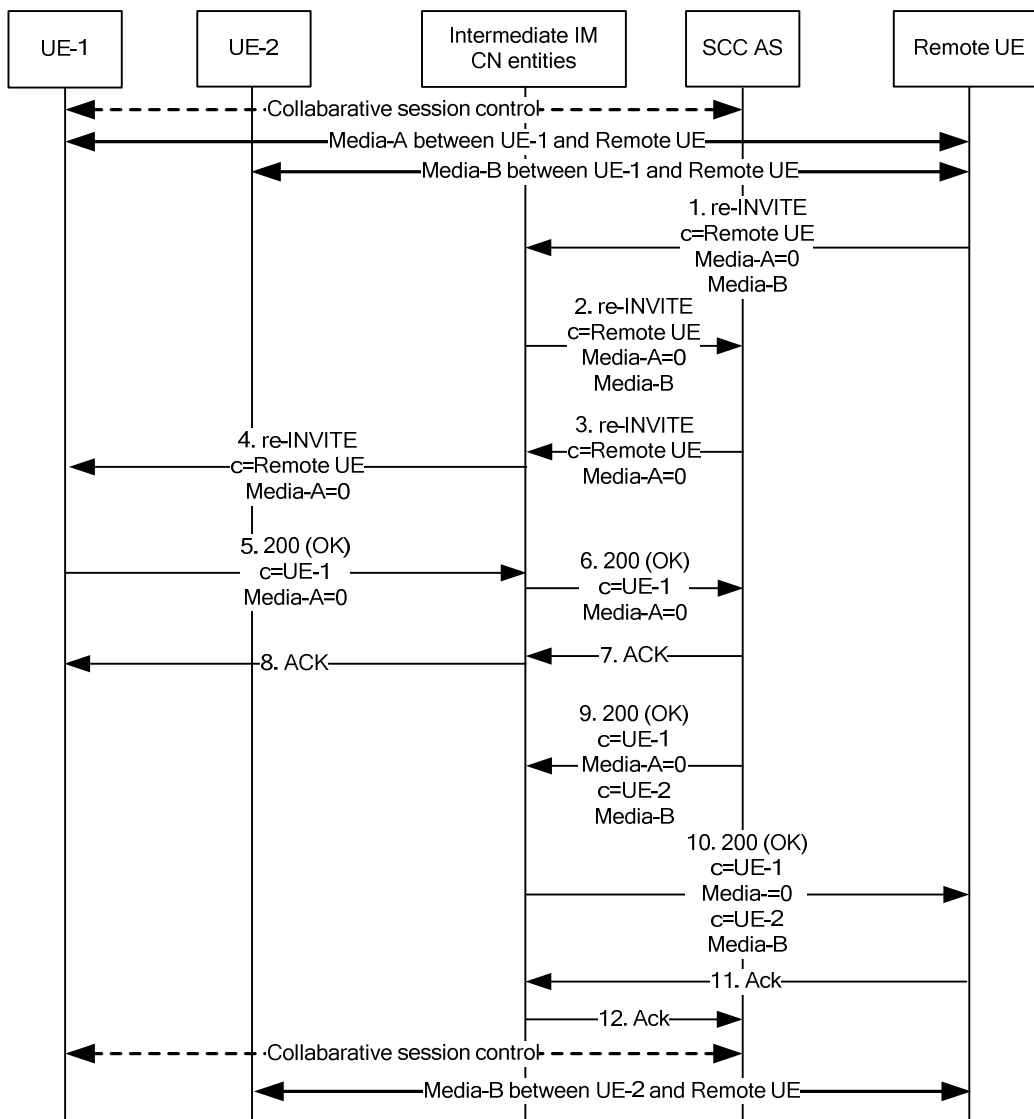 UE-1
UE-2
Intermediate IM
CN entities
SCC AS
Remote UE
Collabarative session control
Media-A between UE-1 and Remote UE
Media-B between UE-1 and Remote UE
1. re-INVITE
c=Remote UE
Media-A=0
Media-B
2. re-INVITE
c=Remote UE
Media-A=0
Media-B
3. re-INVITE
c=Remote UE
Media-A=0
4. re-INVITE
c=Remote UE
Media-A=0
5. 200 (OK)
c=UE-1
Media-A=0
6. 200 (OK)
c=UE-1
Media-A=0
7. ACK
8. ACK
9. 200 (OK)
c=UE-1
Media-A=0
c=UE-2
Media-B
10. 200 (OK)
c=UE-1
Media-=0
c=UE-2
Media-B
11. Ack
12. Ack
Collabarative session control
Media-B between UE-2 and Remote UE